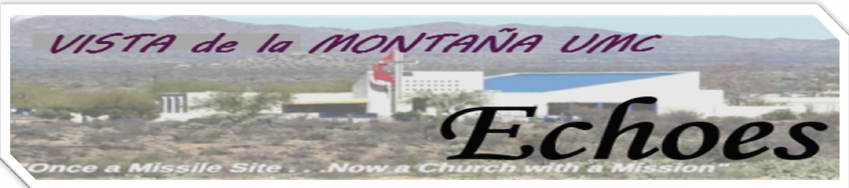 VISTA de la MONTAÑA UMC
Echoes
"Once a Missile Site . . .Now a Church with a Mission"